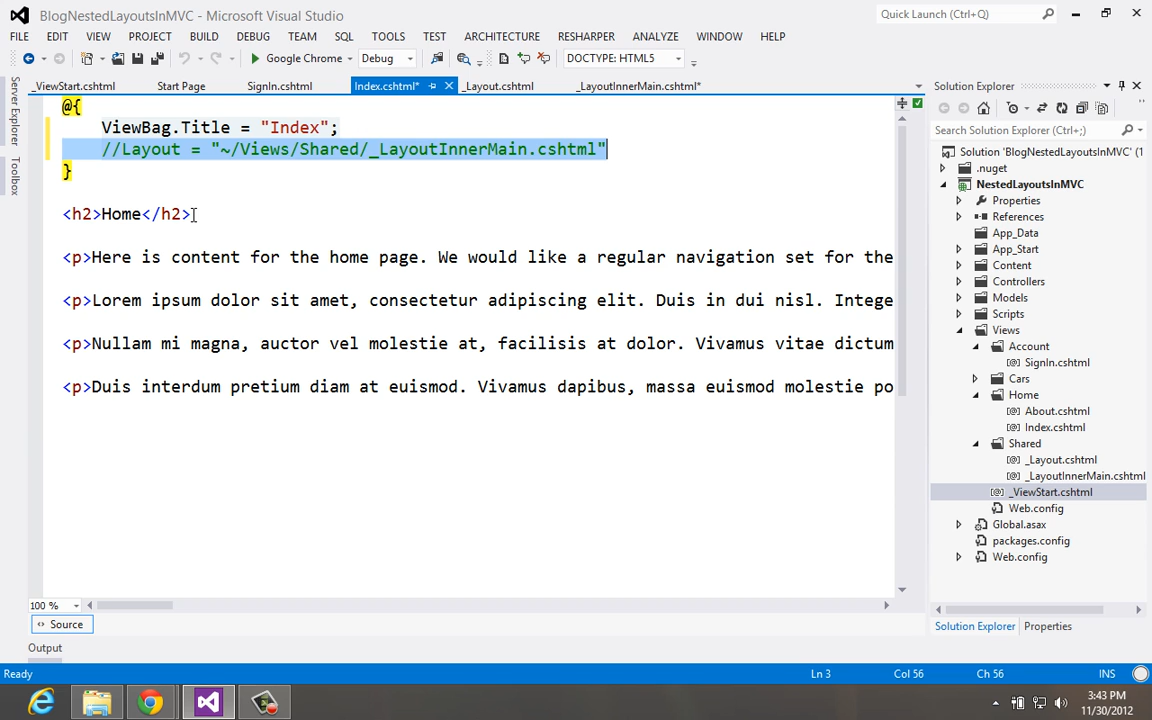 BlogNestedLayoutsInMVC - Microsoft Visual Studio
Quick Launch (Ctrl+Q)
FILE EDIT VIEW PROJECT BUILD DEBUG TEAM SQL TOOLS TEST ARCHITECTURE RESHARPER ANALYZE WINDOW HELP
Google Chrome Debug DOCTYPE: HTML5
_ViewStart.cshtml Start Page SignIn.cshtml Index.cshtml* _Layout.cshtml _LayoutInnerMain.cshtml*
Server Explorer
Toolbox
@{
ViewBag.Title = "Index";
//Layout = "~/Views/Shared/_LayoutInnerMain.cshtml"
}
<h2>Home</h2>
<p>Here is content for the home page. We would like a regular navigation set for the
<p>Lorem ipsum dolor sit amet, consectetur adipiscing elit. Duis in dui nisl. Intege
<p>Nullam mi magna, auctor vel molestie at, facilisis at dolor. Vivamus vitae dictum
<p>Duis interdum pretium diam at euismod. Vivamus dapibus, massa euismod molestie po
100 %
Source
Output
Solution Explorer
Search Solution Explorer (Ctrl+;)
Solution 'BlogNestedLayoutsInMVC' (1
.nuget
NestedLayoutsInMVC
Properties
References
App_Data
App_Start
Content
Controllers
Models
Scripts
Views
Account
SignIn.cshtml
Cars
Home
About.cshtml
Index.cshtml
Shared
_Layout.cshtml
_LayoutInnerMain.cshtml
_ViewStart.cshtml
Web.config
Global.asax
packages.config
Web.config
Solution Explorer Properties
Ready Ln 3 Col 56 Ch 56 INS
3:43 PM
11/30/2012